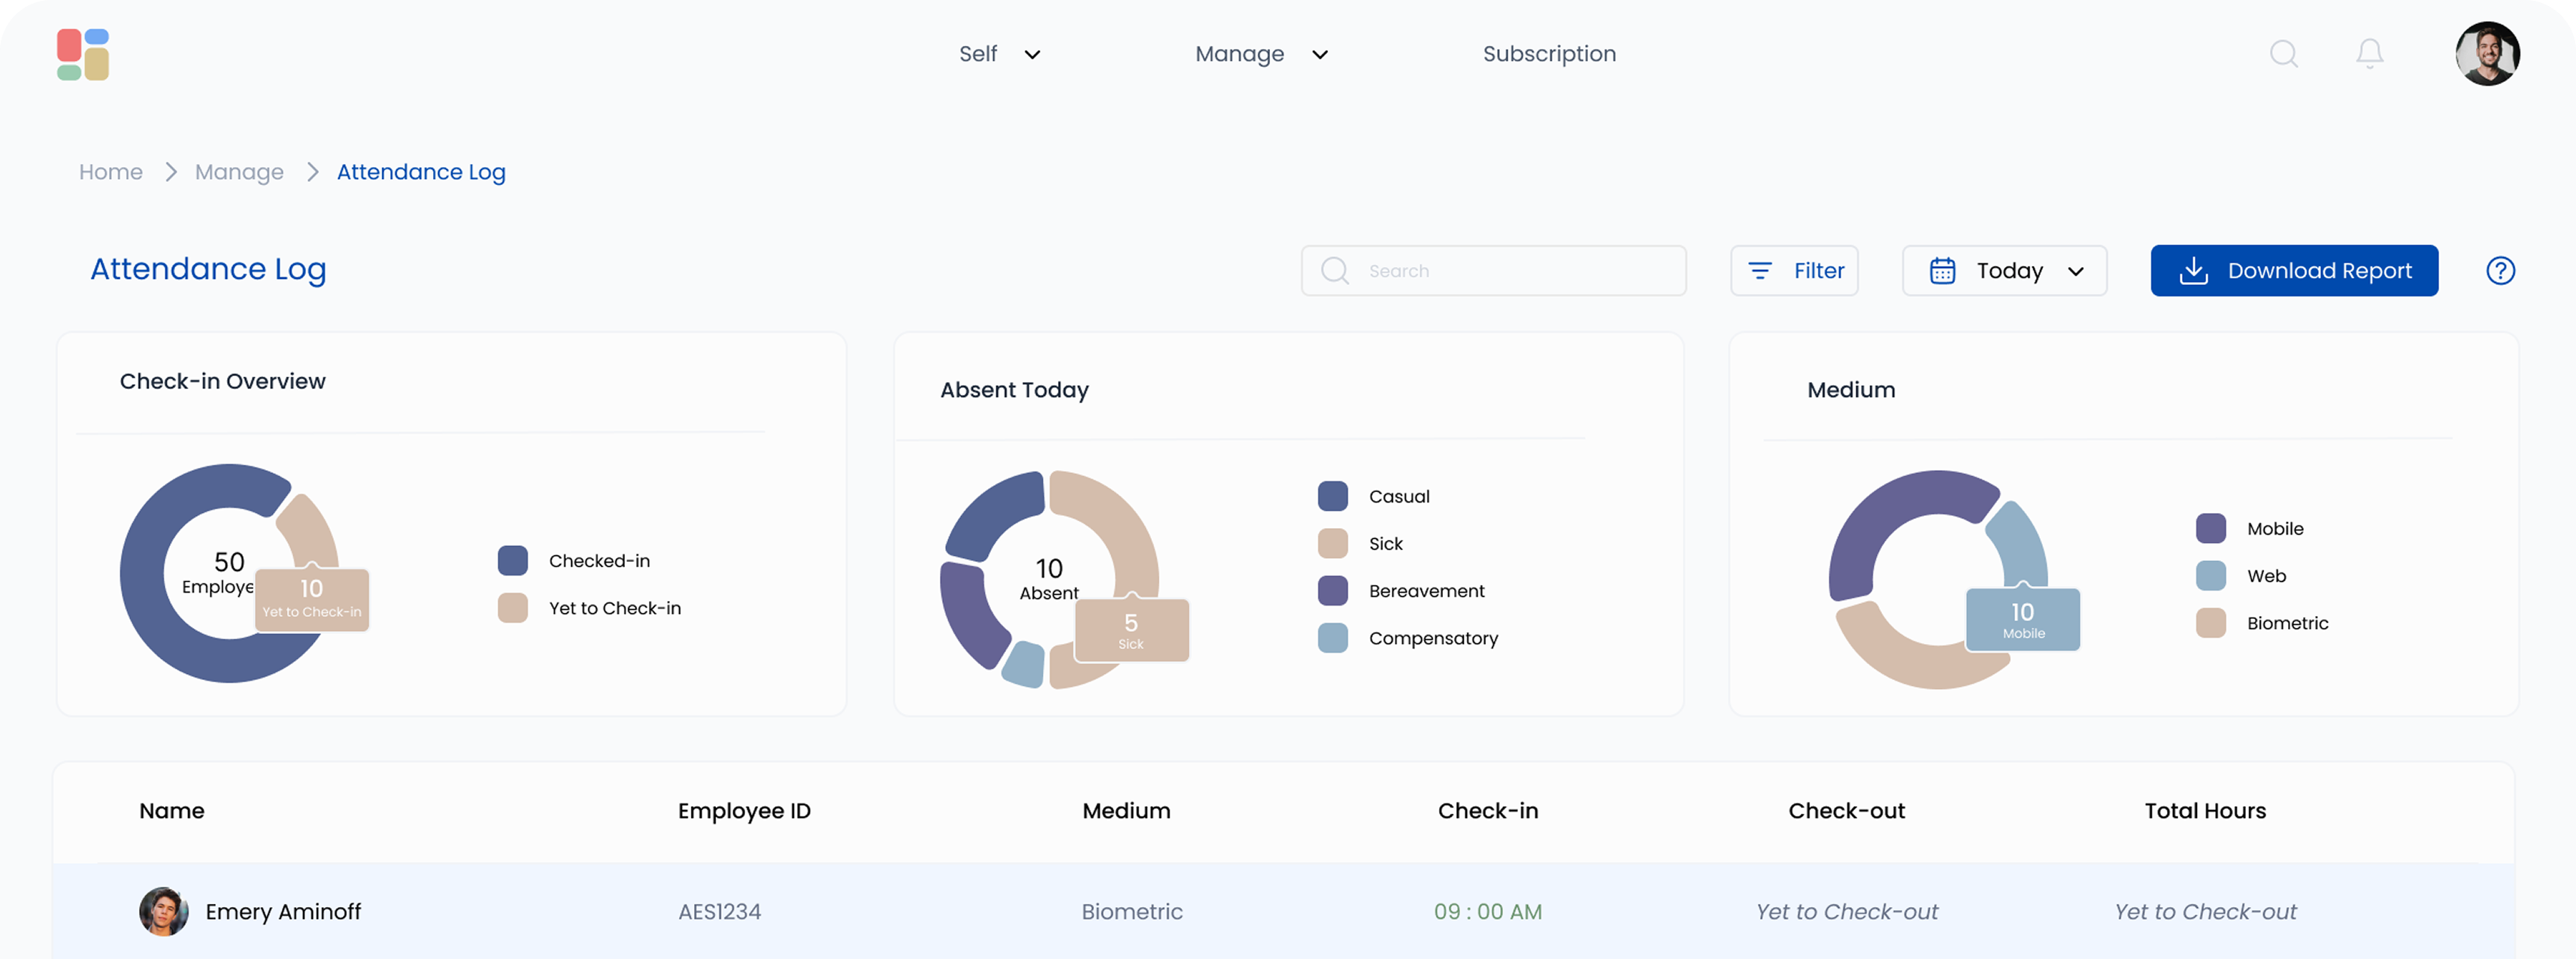 Self
Manage
Subscription
Home
Manage
Attendance Log
Attendance Log
Search
Filter
Today
Download Report
?
Check-in Overview
50
Employe
10
Yet to Check-in
Checked-in
Yet to Check-in
Absent Today
10
Absent
5
Sick
Casual
Sick
Bereavement
Compensatory
Medium
10
Mobile
Mobile
Web
Biometric
Name Employee ID Medium Check-in Check-out Total Hours
Emery Aminoff AES1234 Biometric 09 : 00 AM Yet to Check-out Yet to Check-out